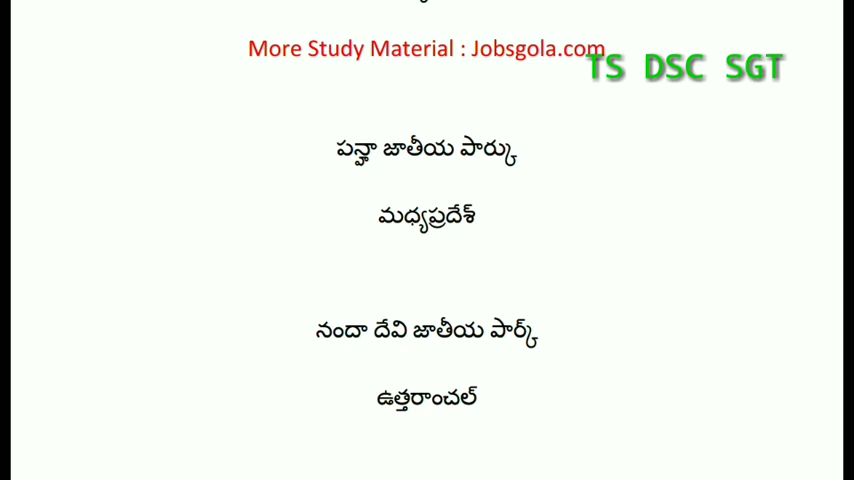 More Study Material : Jobsgola.com
TS DSC SGT
పన్హా జాతీయ పార్కు
మధ్యప్రదేశ్
నందా దేవి జాతీయ పార్క్
ఉత్తరాంచల్